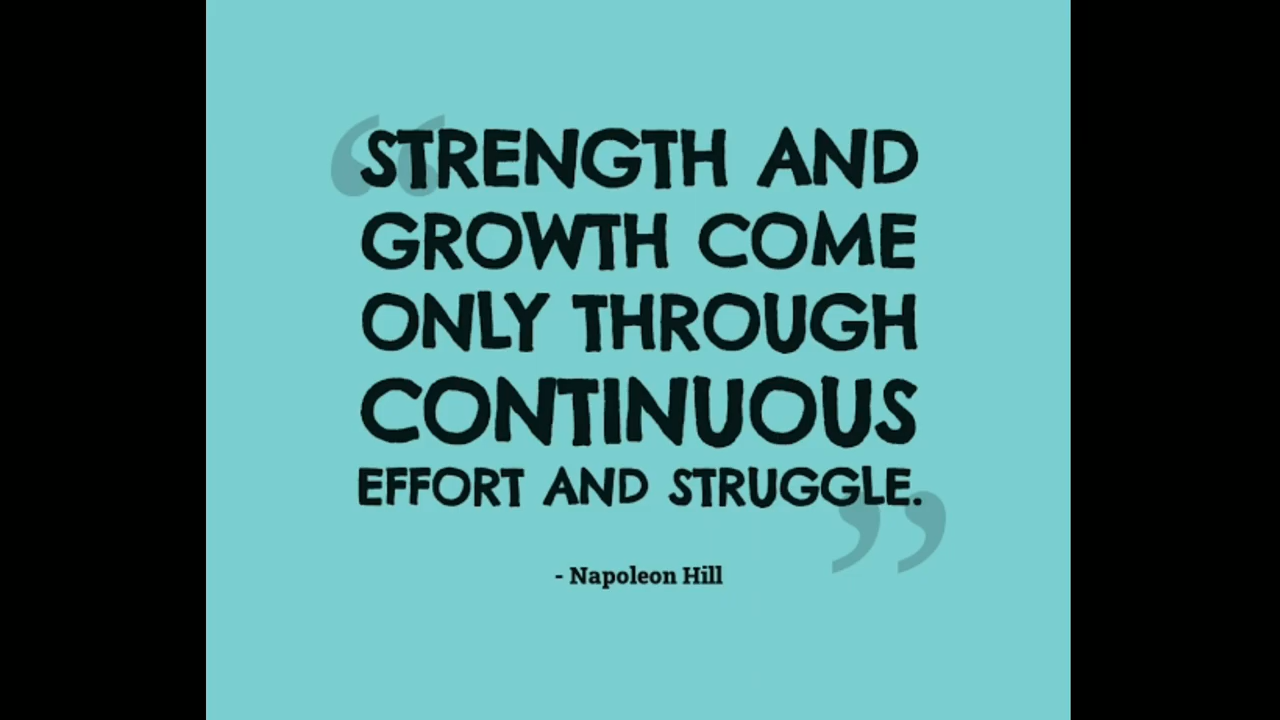 “STRENGTH AND
GROWTH COME
ONLY THROUGH
CONTINUOUS
EFFORT AND STRUGGLE.”
- Napoleon Hill